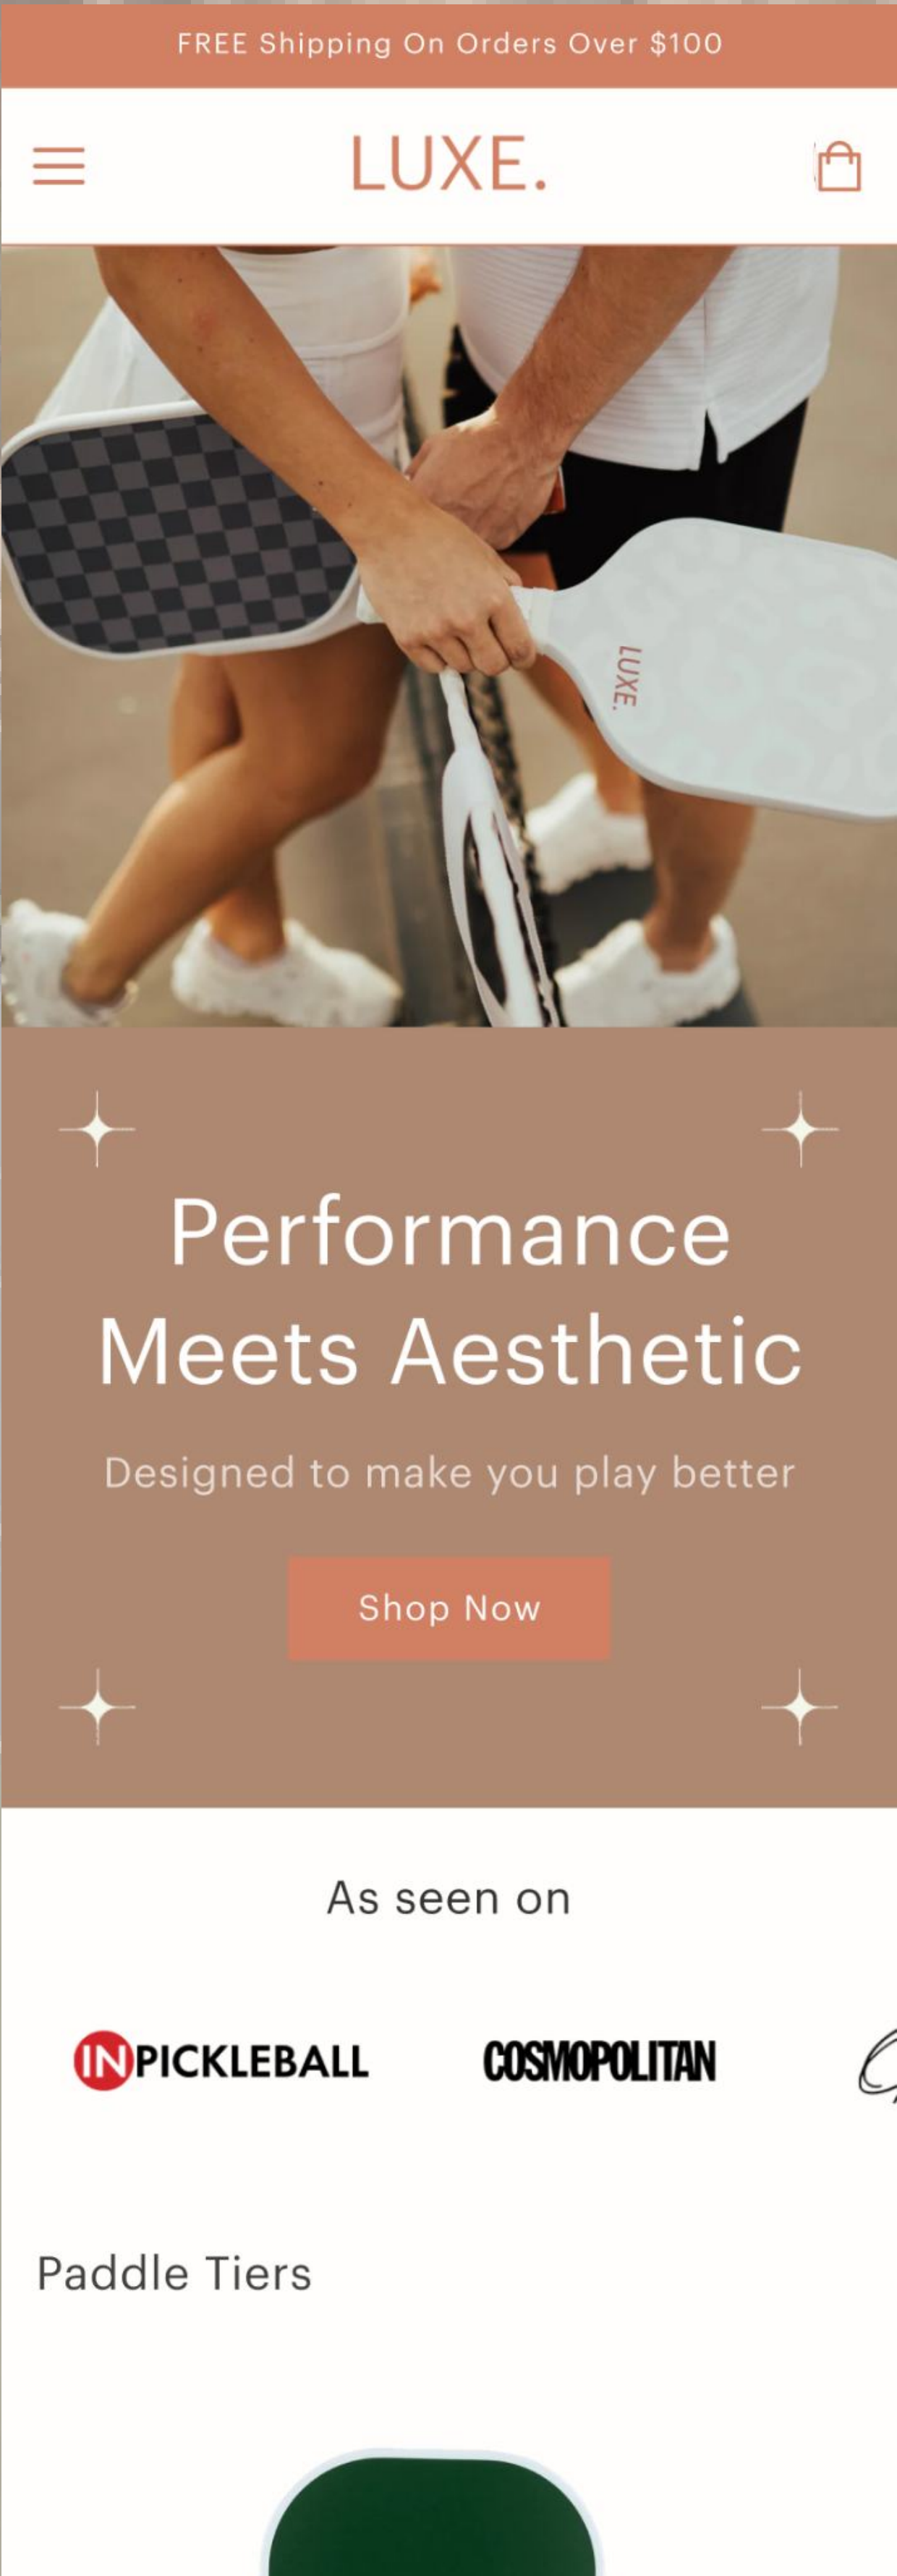 FREE Shipping On Orders Over $100
LUXE.
LUXE.
Performance
Meets Aesthetic
Designed to make you play better
Shop Now
As seen on
INPICKLEBALL
COSMOPOLITAN
Paddle Tiers